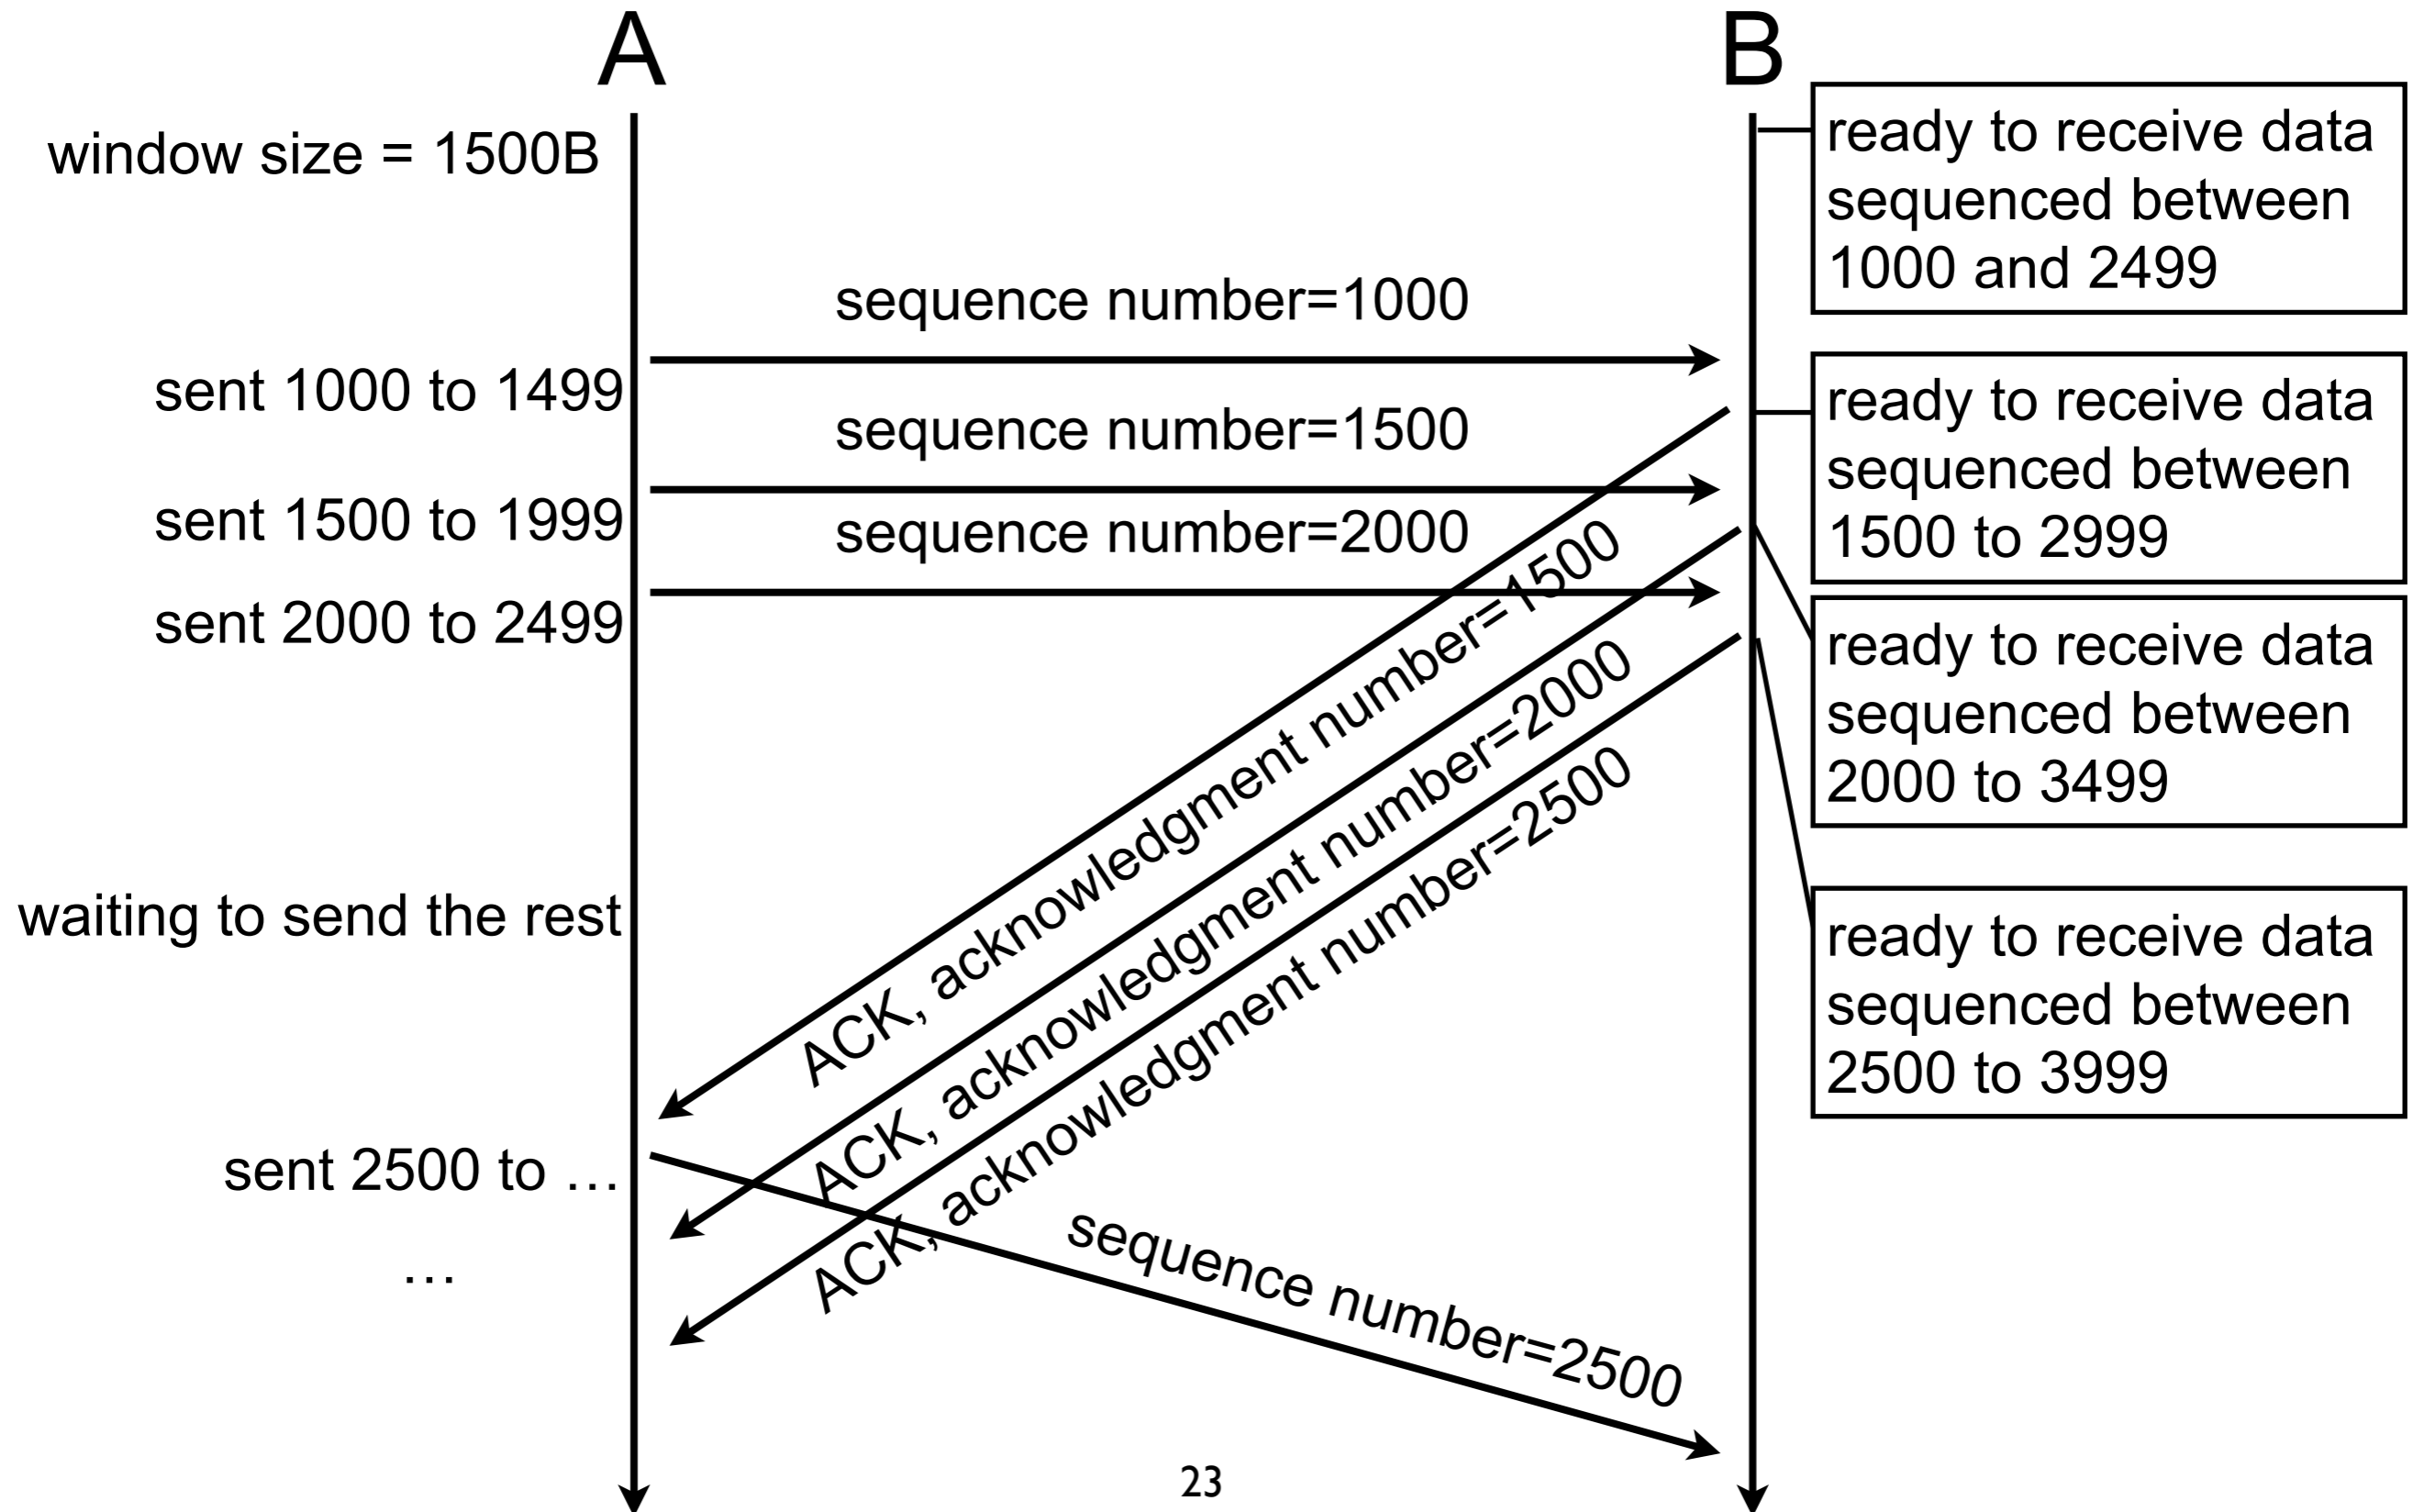 A
B
window size = 1500B
ready to receive data
sequenced between
1000 and 2499
sequence number=1000
sent 1000 to 1499
ready to receive data
sequenced between
1500 to 2999
sequence number=1500
sent 1500 to 1999
sequence number=2000
sent 2000 to 2499
ACK, acknowledgment number=1500
ready to receive data
sequenced between
2000 to 3499
ACK, acknowledgment number=2000
ACK, acknowledgment number=2500
waiting to send the rest
ready to receive data
sequenced between
2500 to 3999
sent 2500 to …
…
sequence number=2500
23